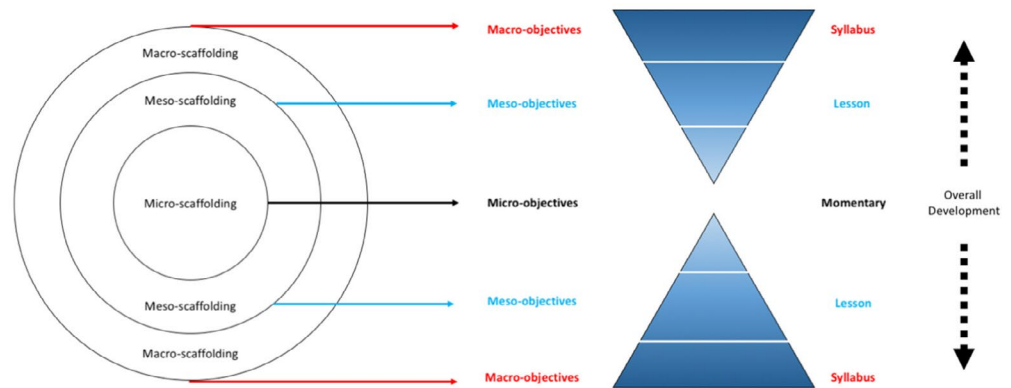 Macro-objectives
Syllabus
Macro-scaffolding
Meso-scaffolding
Meso-objectives
Lesson
Micro-scaffolding
Micro-objectives
Momentary
Overall
Development
Meso-scaffolding
Meso-objectives
Lesson
Macro-scaffolding
Macro-objectives
Syllabus